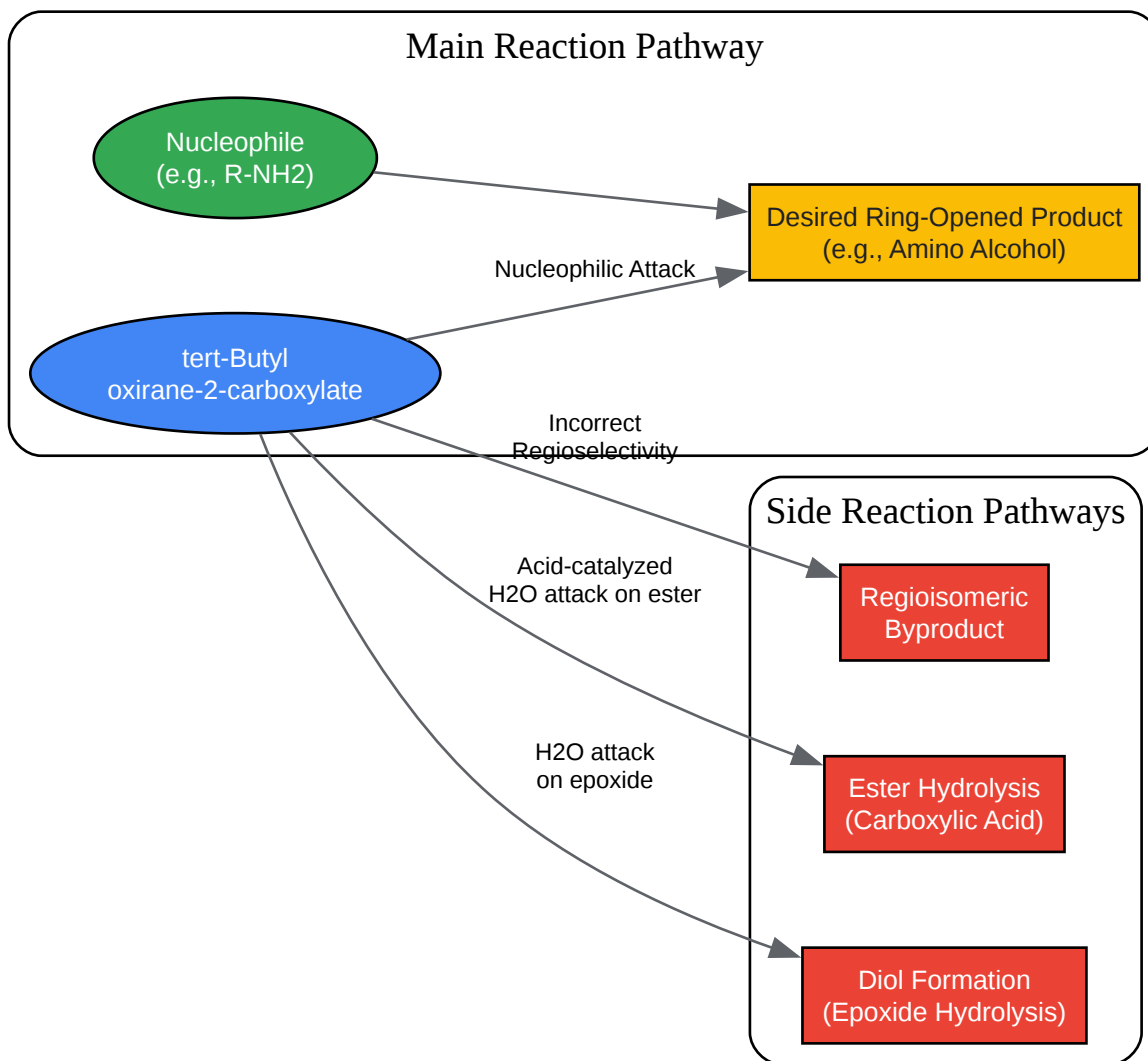 Main Reaction Pathway
Nucleophile
(e.g., R-NH2)
Desired Ring-Opened Product
(e.g., Amino Alcohol)
Nucleophilic Attack
tert-Butyl
oxirane-2-carboxylate
Incorrect
Regioselectivity
Side Reaction Pathways
Acid-catalyzed
H2O attack on ester
Regioisomeric
Byproduct
H2O attack
on epoxide
Ester Hydrolysis
(Carboxylic Acid)
Diol Formation
(Epoxide Hydrolysis)